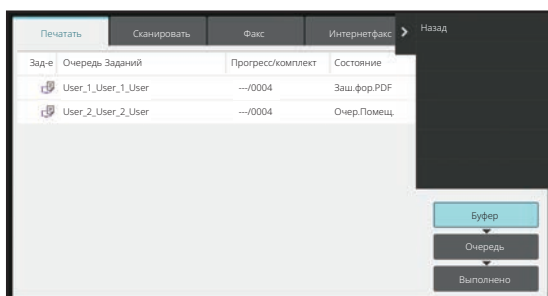 Печатать Сканировать Факс Интернетфакс Назад
Зад-е Очередь Заданий Прогресс/комплект Состояние
User_1_User_1_User ---/0004 Заш.фор.PDF
User_2_User_2_User ---/0004 Очер.Помещ.
Буфер
Очередь
Выполнено